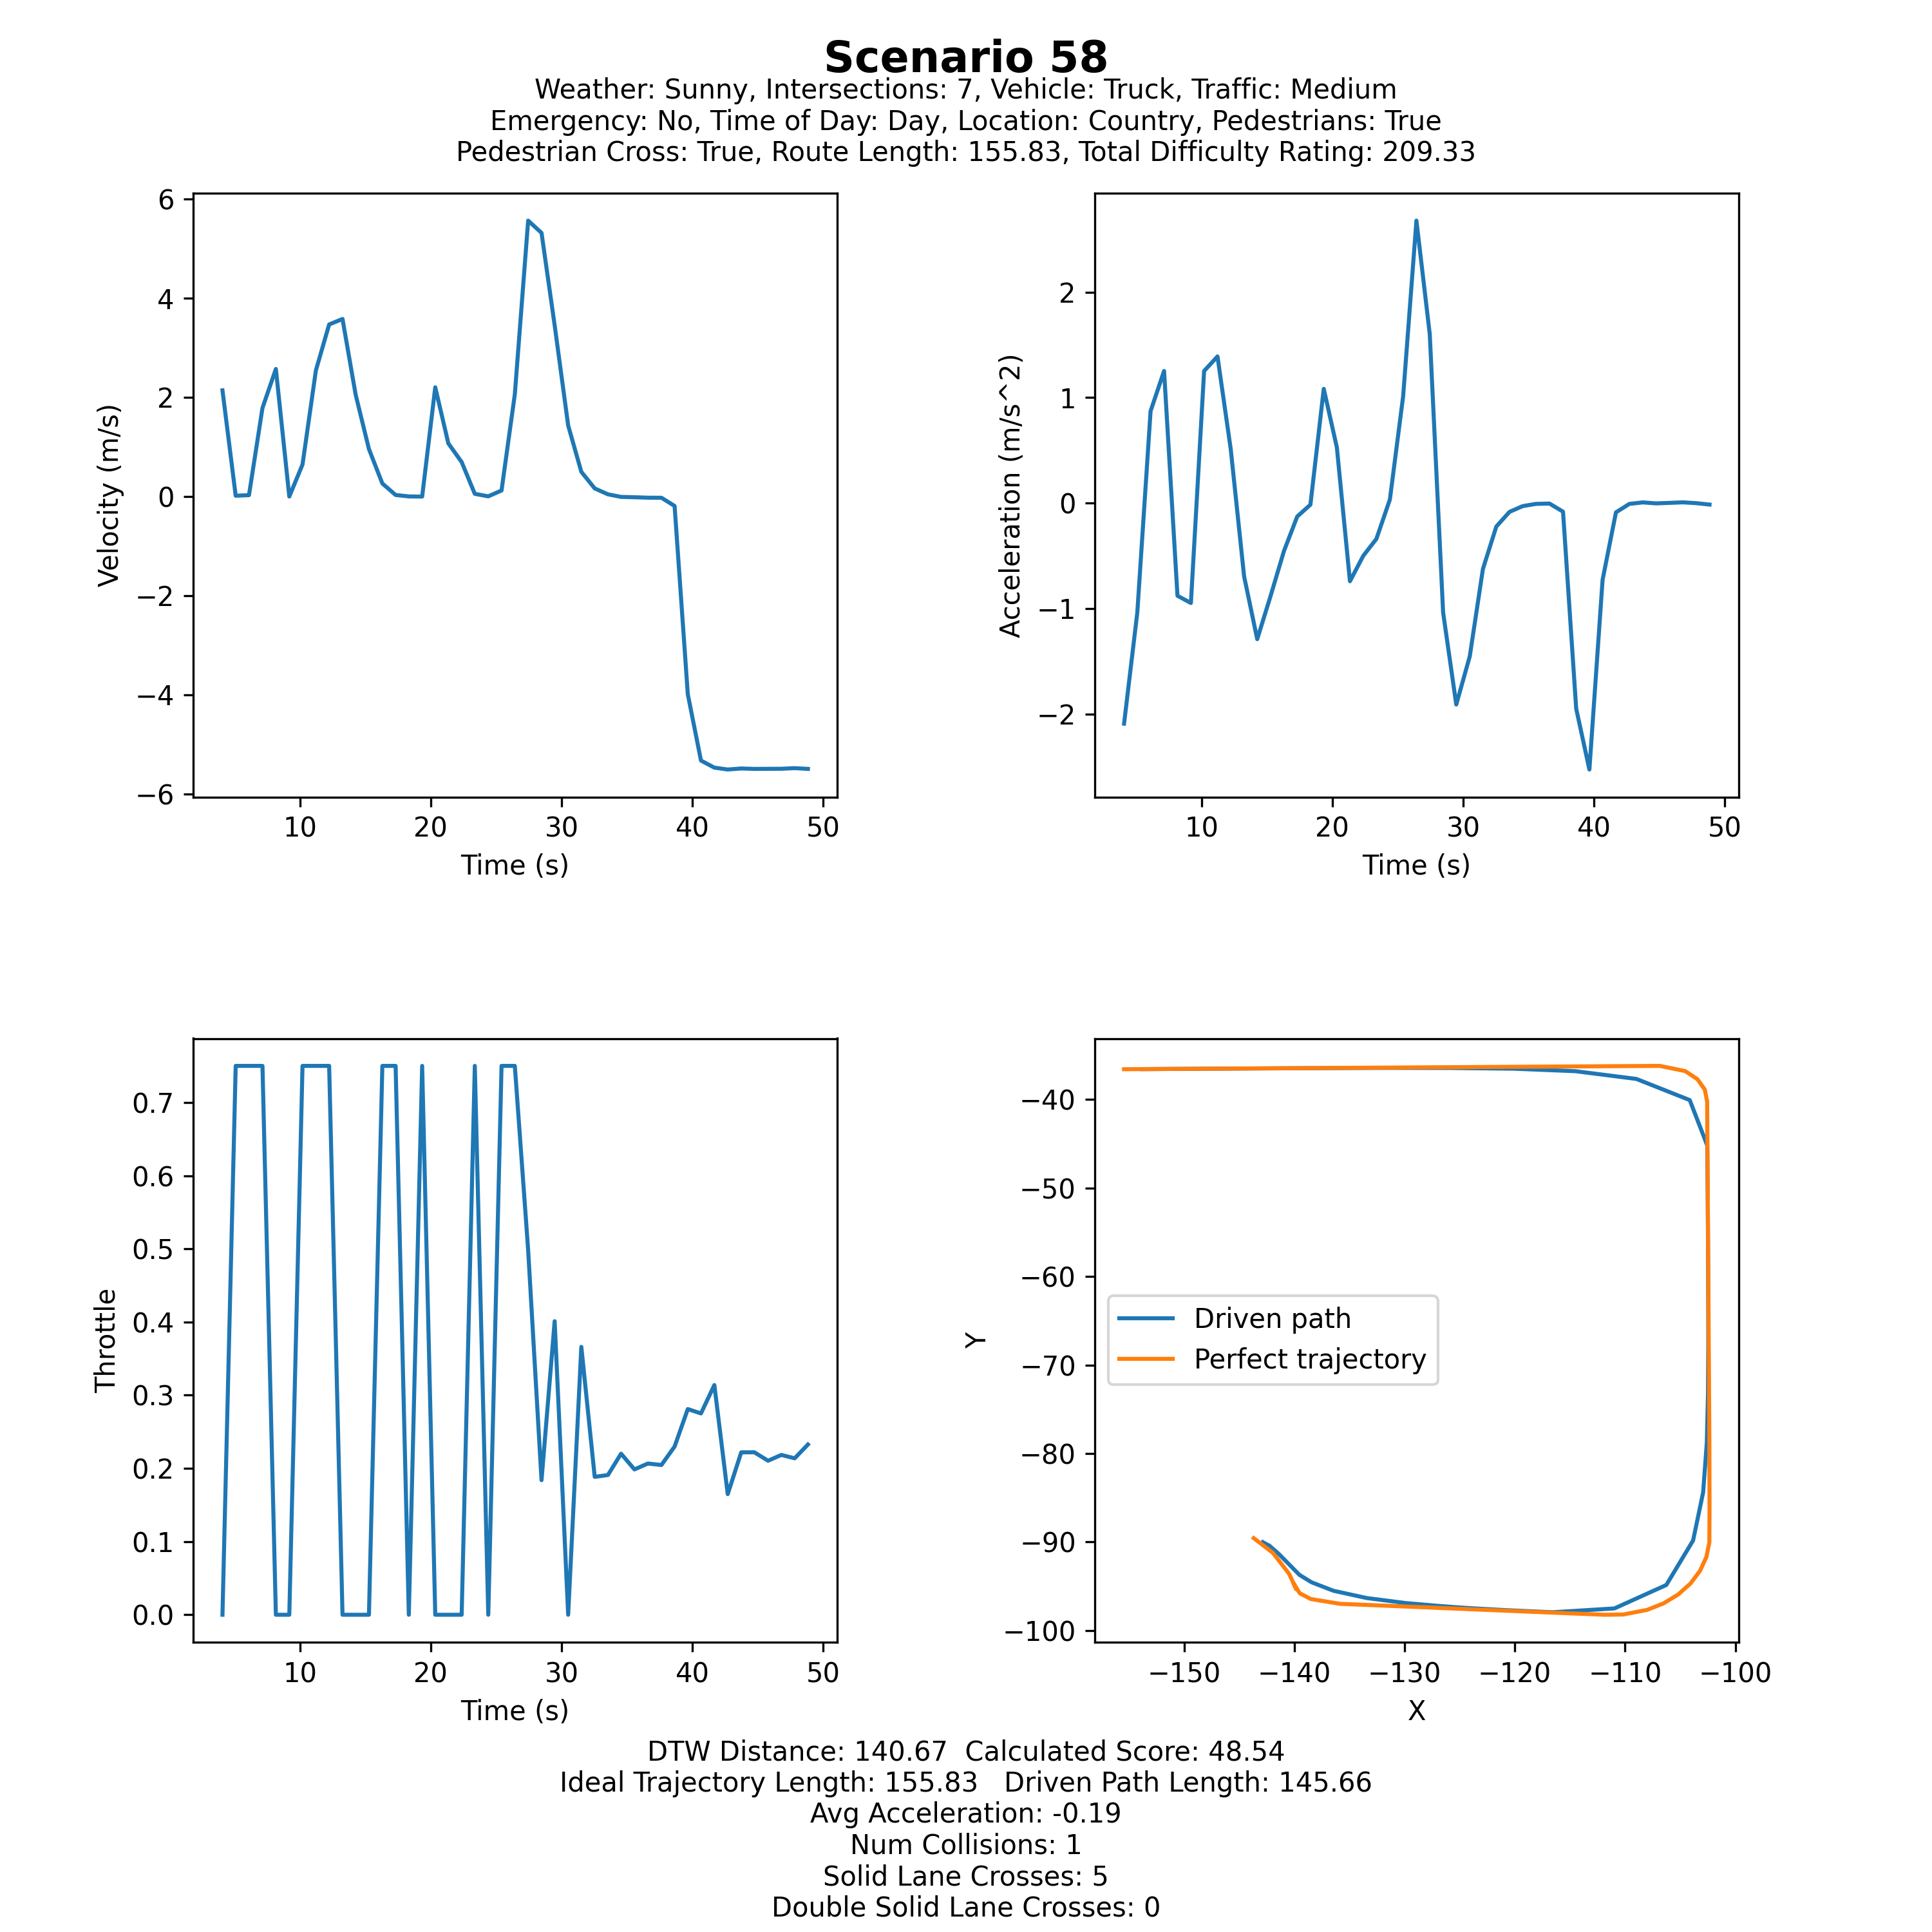 Scenario 58
Weather: Sunny, Intersections: 7, Vehicle: Truck, Traffic: Medium
Emergency: No, Time of Day: Day, Location: Country, Pedestrians: True
Pedestrian Cross: True, Route Length: 155.83, Total Difficulty Rating: 209.33
6
4
2
0
−2
−4
−6
Velocity (m/s)
10 20 30 40 50
Time (s)
2
1
0
−1
−2
Acceleration (m/s^2)
10 20 30 40 50
Time (s)
0.7
0.6
0.5
0.4
0.3
0.2
0.1
0.0
Throttle
10 20 30 40 50
Time (s)
−40
−50
−60
−70
−80
−90
−100
Y
Driven path
Perfect trajectory
−150 −140 −130 −120 −110 −100
X
DTW Distance: 140.67 Calculated Score: 48.54
Ideal Trajectory Length: 155.83 Driven Path Length: 145.66
Avg Acceleration: -0.19
Num Collisions: 1
Solid Lane Crosses: 5
Double Solid Lane Crosses: 0